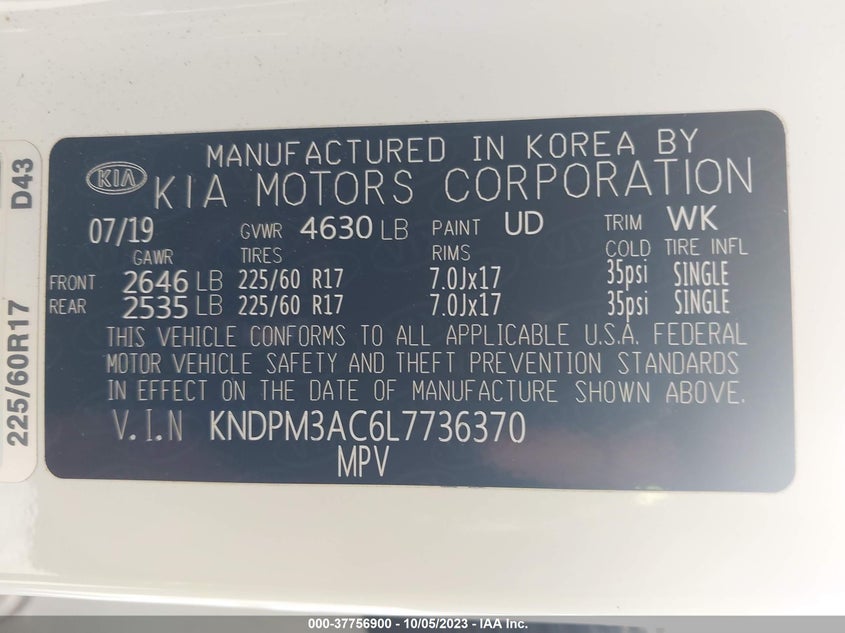 MANUFACTURED IN KOREA BY
KIA KIA MOTORS CORPORATION
07/19 GVWR 4630 LB PAINT UD TRIM WK
GAWR TIRES RIMS COLD TIRE INFL
FRONT 2646 LB 225/60 R17 7.0Jx17 35psi SINGLE
REAR 2535 LB 225/60 R17 7.0Jx17 35psi SINGLE
THIS VEHICLE CONFORMS TO ALL APPLICABLE U.S.A. FEDERAL
MOTOR VEHICLE SAFETY AND THEFT PREVENTION STANDARDS
IN EFFECT ON THE DATE OF MANUFACTURE SHOWN ABOVE.
V.I.N KNDPM3AC6L7736370
MPV
225/60R17 D43
000-37756900 - 10/05/2023 - IAA Inc.